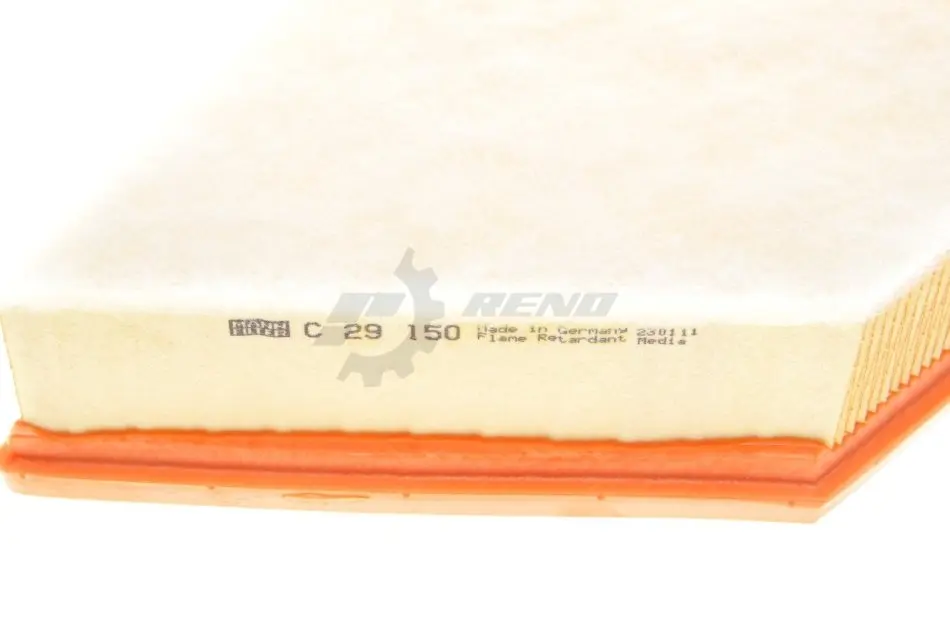 MANN FILTER C 29 150 Made in Germany 230111
Flame Retardant Media
RENO